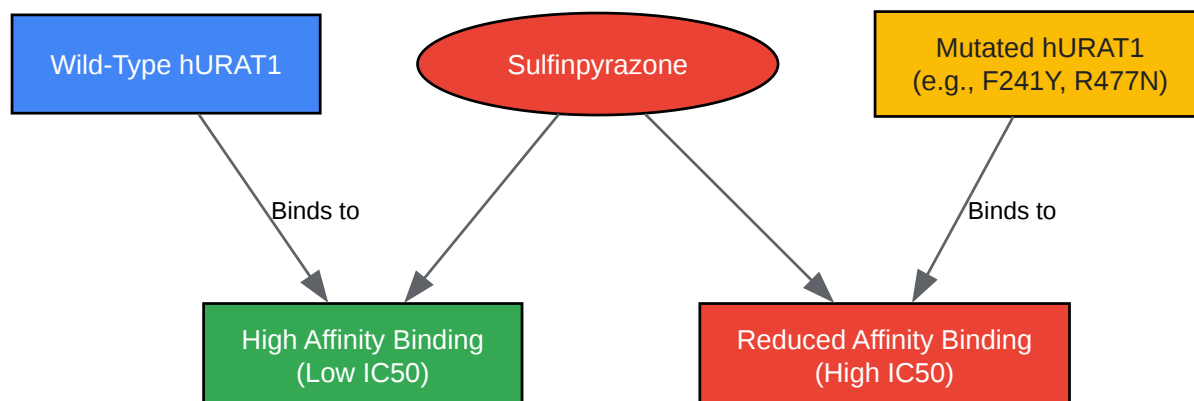 Wild-Type hURAT1
Sulfinpyrazone
Mutated hURAT1
(e.g., F241Y, R477N)
Binds to
Binds to
High Affinity Binding
(Low IC50)
Reduced Affinity Binding
(High IC50)